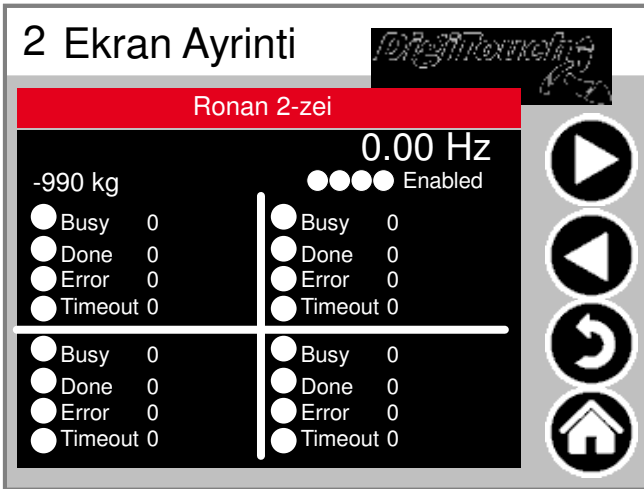 2 Ekran Ayrinti
DigiTouch
Ronan 2-zei
0.00 Hz
-990 kg
Enabled
Busy 0
Done 0
Error 0
Timeout 0
Busy 0
Done 0
Error 0
Timeout 0
Busy 0
Done 0
Error 0
Timeout 0
Busy 0
Done 0
Error 0
Timeout 0